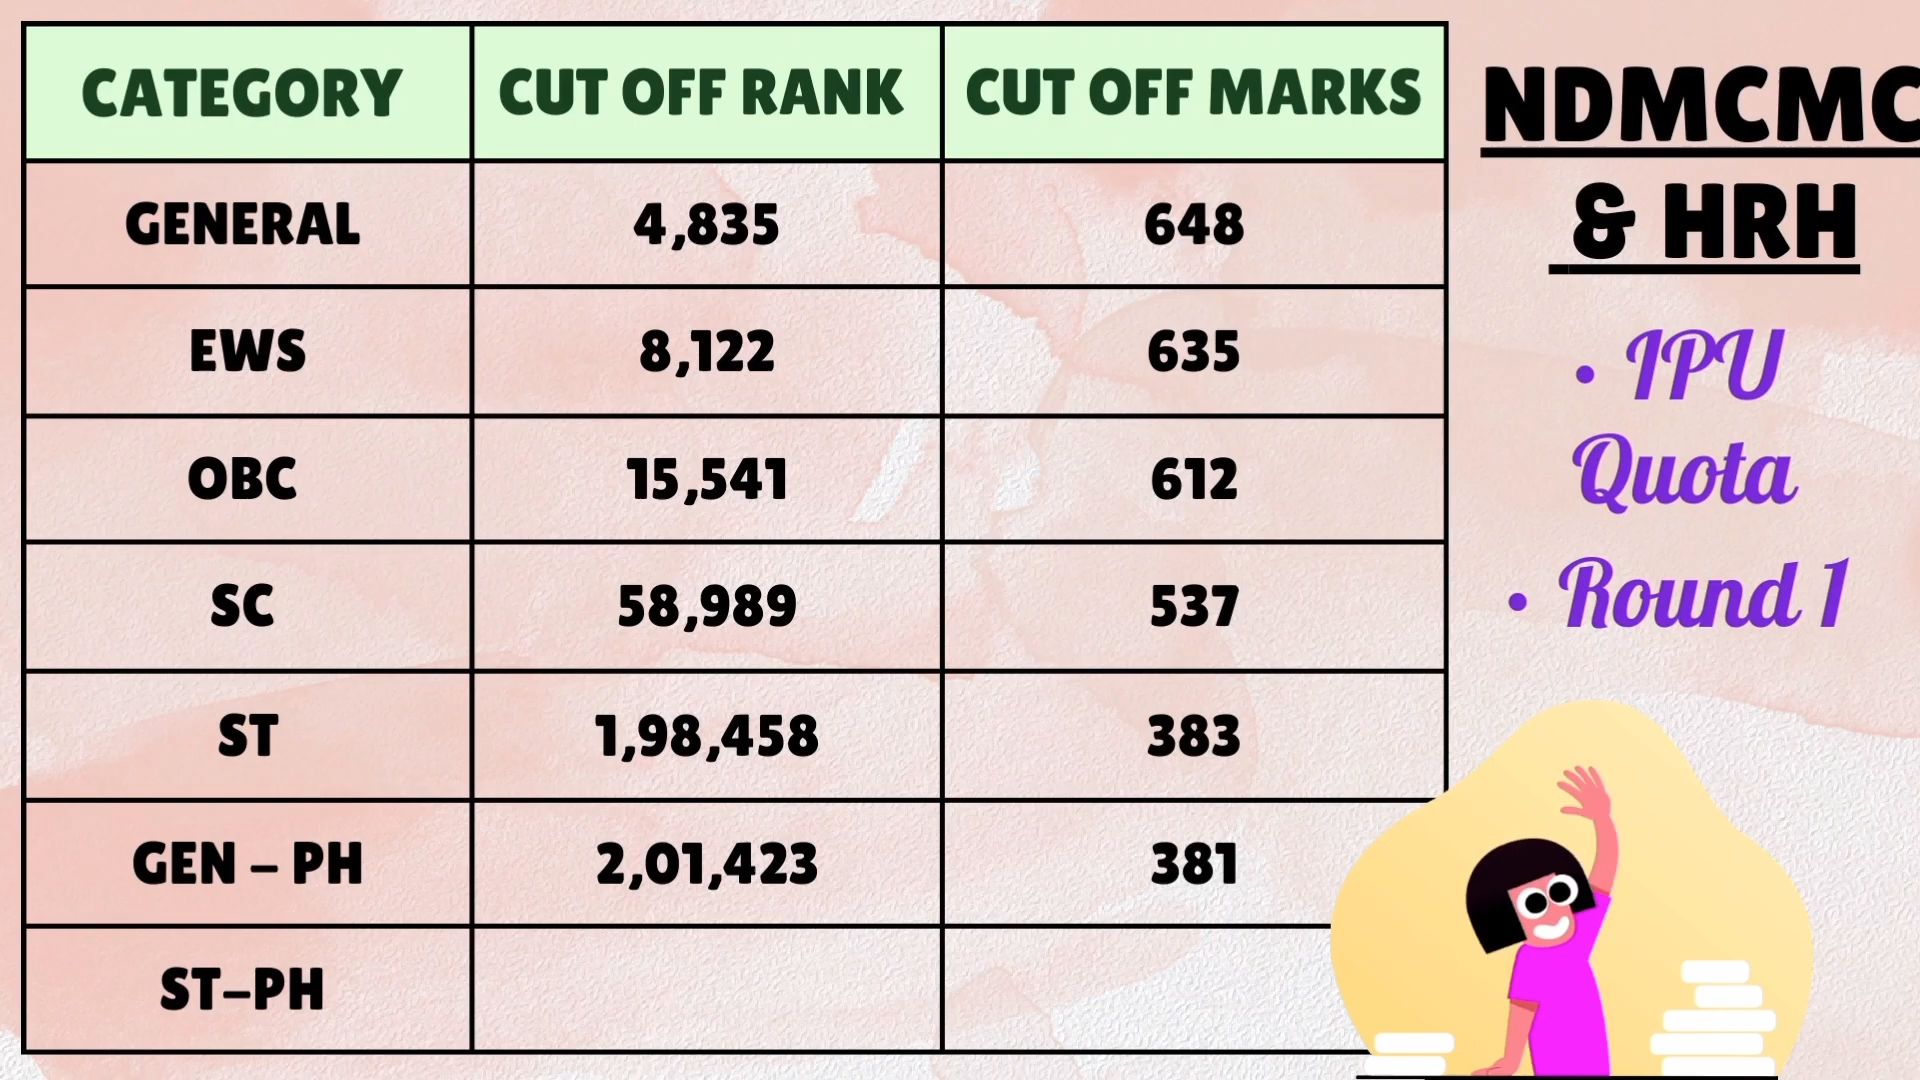 CATEGORY CUT OFF RANK CUT OFF MARKS
GENERAL 4,835 648
EWS 8,122 635
OBC 15,541 612
SC 58,989 537
ST 1,98,458 383
GEN - PH 2,01,423 381
ST-PH
NDMCMC
& HRH
• IPU
Quota
• Round 1